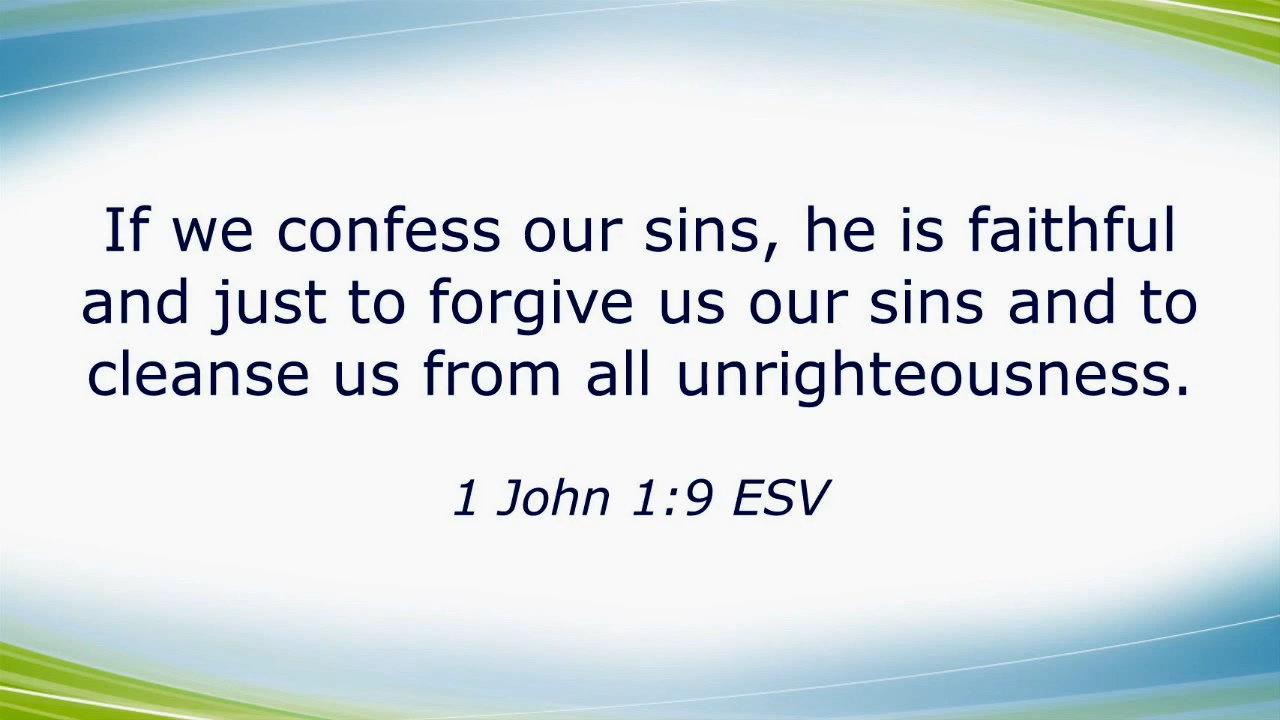 If we confess our sins, he is faithful
and just to forgive us our sins and to
cleanse us from all unrighteousness.
1 John 1:9 ESV